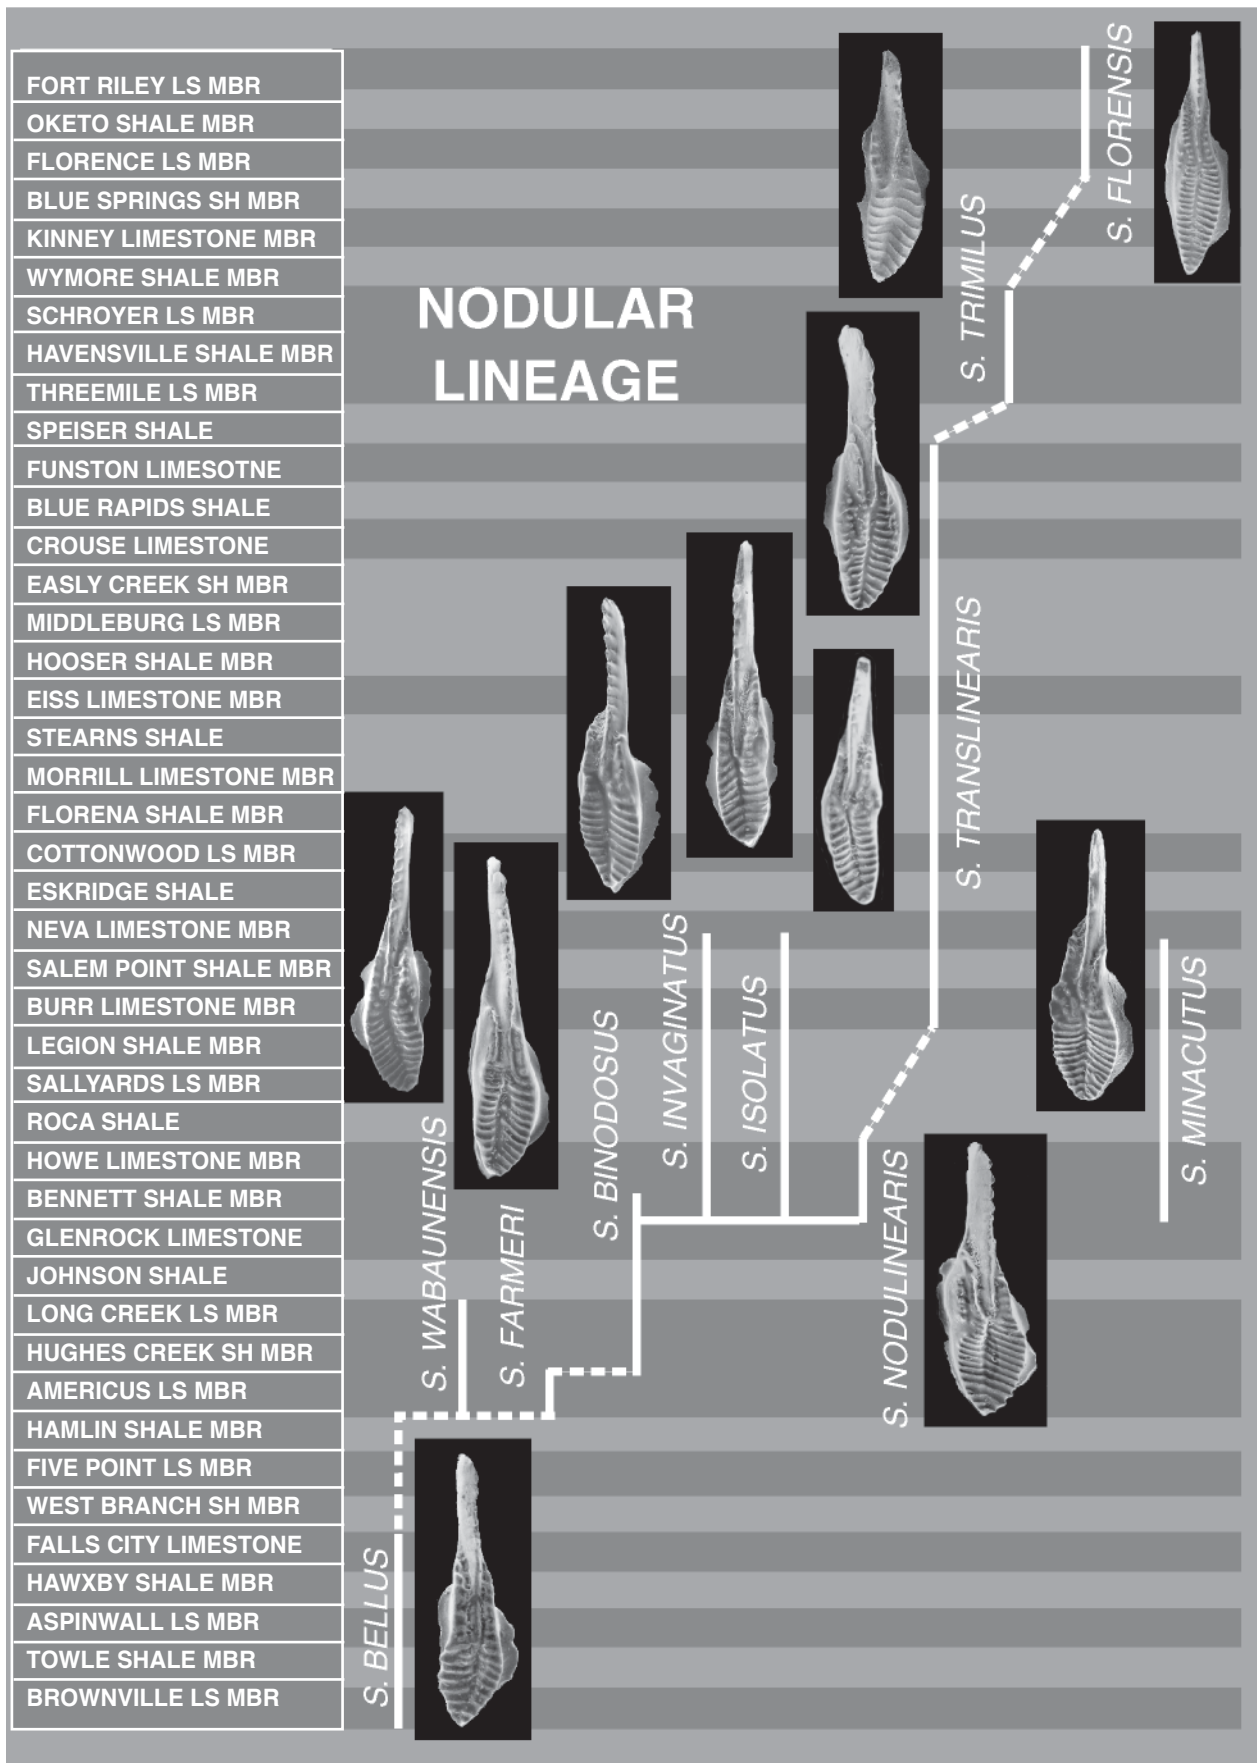 FORT RILEY LS MBR
OKETO SHALE MBR
FLORENCE LS MBR
BLUE SPRINGS SH MBR
KINNEY LIMESTONE MBR
WYMORE SHALE MBR
SCHROYER LS MBR
HAVENSVILLE SHALE MBR
THREEMILE LS MBR
SPEISER SHALE
FUNSTON LIMESOTNE
BLUE RAPIDS SHALE
CROUSE LIMESTONE
EASLY CREEK SH MBR
MIDDLEBURG LS MBR
HOOSER SHALE MBR
EISS LIMESTONE MBR
STEARNS SHALE
MORRILL LIMESTONE MBR
FLORENA SHALE MBR
COTTONWOOD LS MBR
ESKRIDGE SHALE
NEVA LIMESTONE MBR
SALEM POINT SHALE MBR
BURR LIMESTONE MBR
LEGION SHALE MBR
SALLYARDS LS MBR
ROCA SHALE
HOWE LIMESTONE MBR
BENNETT SHALE MBR
GLENROCK LIMESTONE
JOHNSON SHALE
LONG CREEK LS MBR
HUGHES CREEK SH MBR
AMERICUS LS MBR
HAMLIN SHALE MBR
FIVE POINT LS MBR
WEST BRANCH SH MBR
FALLS CITY LIMESTONE
HAWXBY SHALE MBR
ASPINWALL LS MBR
TOWLE SHALE MBR
BROWNVILLE LS MBR
NODULAR
LINEAGE
S. BELLUS
S. WABAUNENSIS
S. FARMERI
S. BINODOSUS
S. INVAGINATUS
S. ISOLATUS
S. NODULINEARIS
S. TRANSLINEARIS
S. TRIMILUS
S. FLORENSIS
S. MINACUTUS